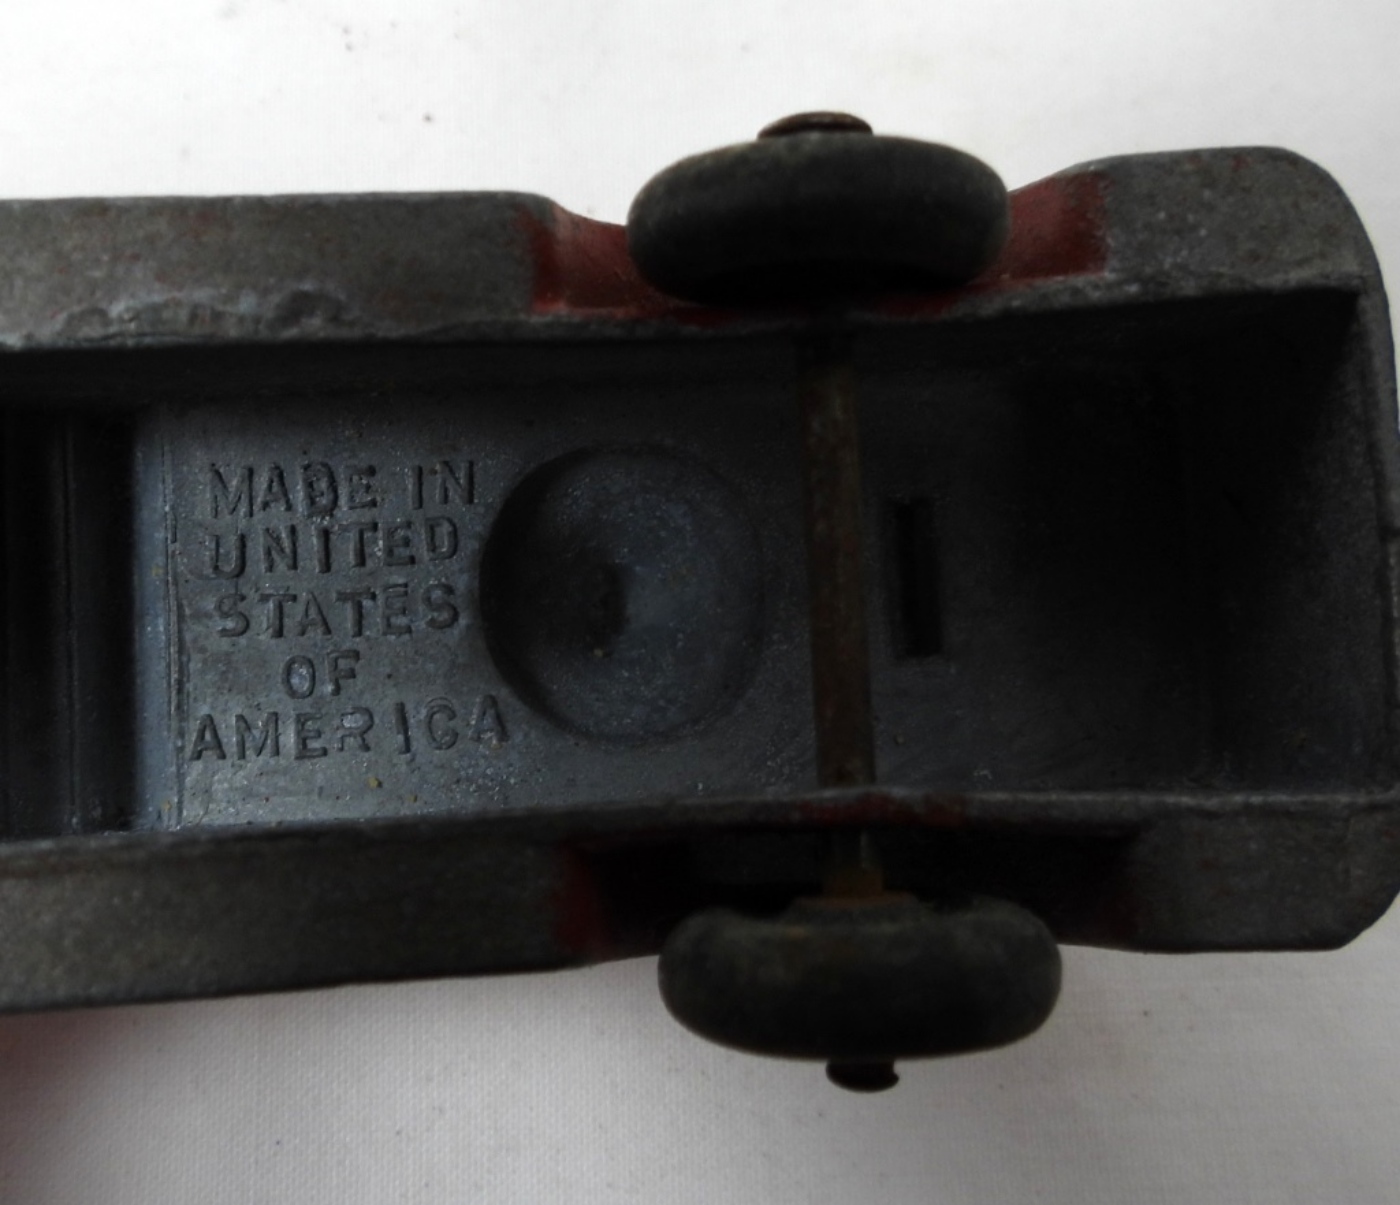 MADE IN
UNITED
STATES
OF
AMERICA